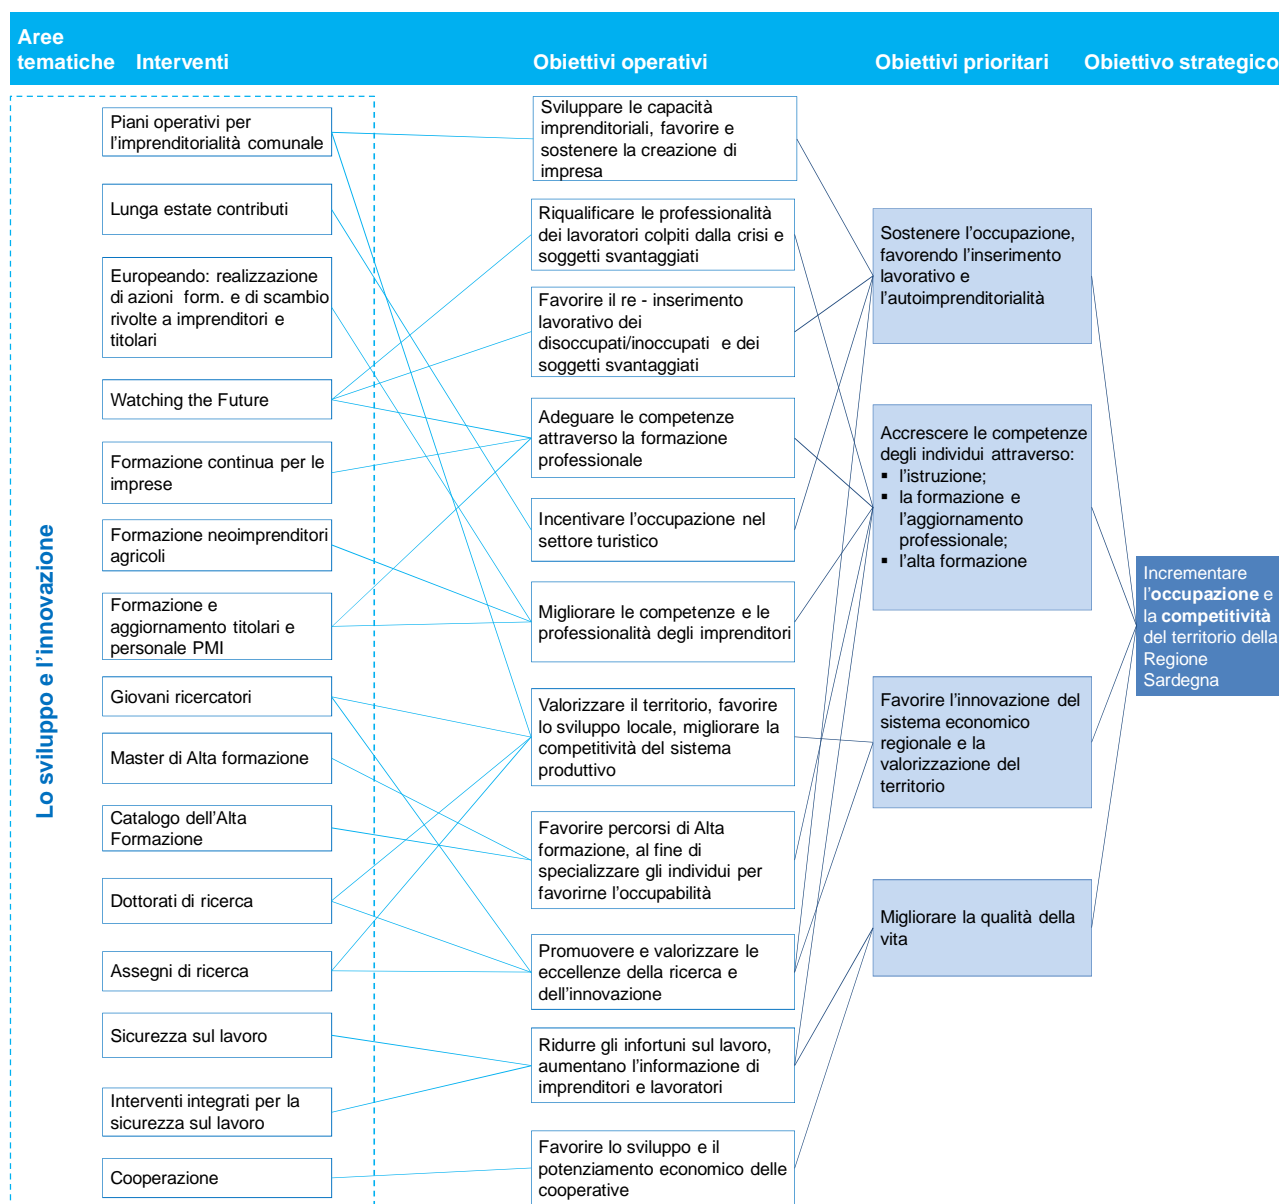 Aree
tematiche
Interventi
Obiettivi operativi
Obiettivi prioritari
Obiettivo strategico
Lo sviluppo e l’innovazione
Piani operativi per
l’imprenditorialità comunale
Lunga estate contributi
Europeando: realizzazione
di azioni form. e di scambio
rivolte a imprenditori e
titolari
Watching the Future
Formazione continua per le
imprese
Formazione neoimprenditori
agricoli
Formazione e
aggiornamento titolari e
personale PMI
Giovani ricercatori
Master di Alta formazione
Catalogo dell’Alta
Formazione
Dottorati di ricerca
Assegni di ricerca
Sicurezza sul lavoro
Interventi integrati per la
sicurezza sul lavoro
Cooperazione
Sviluppare le capacità
imprenditoriali, favorire e
sostenere la creazione di
impresa
Riqualificare le professionalità
dei lavoratori colpiti dalla crisi e
soggetti svantaggiati
Favorire il re - inserimento
lavorativo dei
disoccupati/inoccupati e dei
soggetti svantaggiati
Adeguare le competenze
attraverso la formazione
professionale
Incentivare l’occupazione nel
settore turistico
Migliorare le competenze e le
professionalità degli imprenditori
Valorizzare il territorio, favorire
lo sviluppo locale, migliorare la
competitività del sistema
produttivo
Favorire percorsi di Alta
formazione, al fine di
specializzare gli individui per
favorirne l’occupabilità
Promuovere e valorizzare le
eccellenze della ricerca e
dell’innovazione
Ridurre gli infortuni sul lavoro,
aumentano l’informazione di
imprenditori e lavoratori
Favorire lo sviluppo e il
potenziamento economico delle
cooperative
Sostenere l’occupazione,
favorendo l’inserimento
lavorativo e
l’autoimprenditorialità
Accrescere le competenze
degli individui attraverso:
▪ l’istruzione;
▪ la formazione e
l’aggiornamento
professionale;
▪ l’alta formazione
Favorire l’innovazione del
sistema economico
regionale e la
valorizzazione del
territorio
Migliorare la qualità della
vita
Incrementare
l’occupazione e
la competitività
del territorio della
Regione
Sardegna